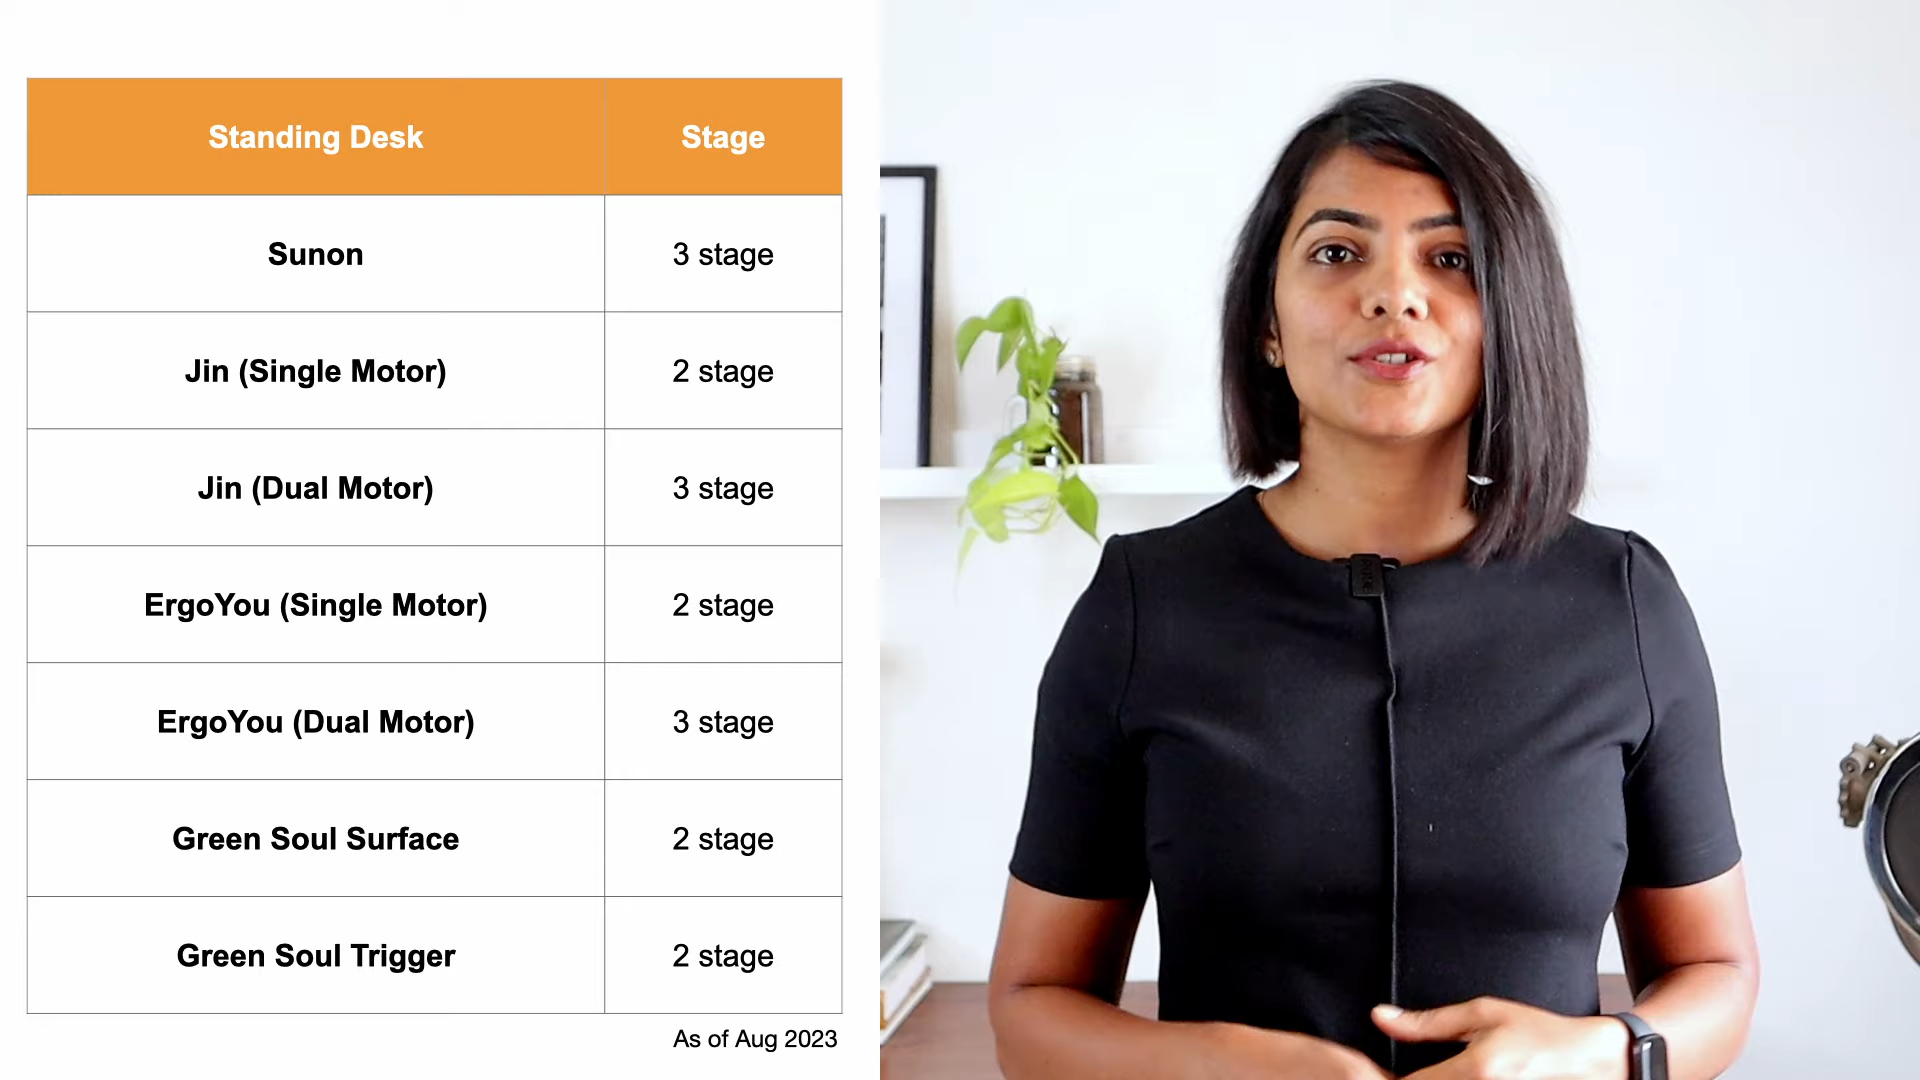 Standing Desk Stage
Sunon 3 stage
Jin (Single Motor) 2 stage
Jin (Dual Motor) 3 stage
ErgoYou (Single Motor) 2 stage
ErgoYou (Dual Motor) 3 stage
Green Soul Surface 2 stage
Green Soul Trigger 2 stage
As of Aug 2023